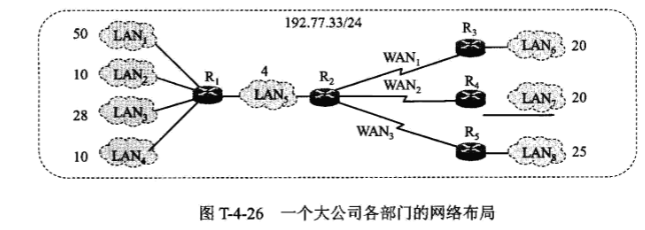 192.77.33/24
50 LAN₁
10 LAN₂
28 LAN₃
10 LAN₄
R₁
4
LAN₅
R₂
WAN₁
WAN₂
WAN₃
R₃
LAN₆ 20
R₄
LAN₇ 20
R₅
LAN₈ 25
图 T-4-26 一个大公司各部门的网络布局